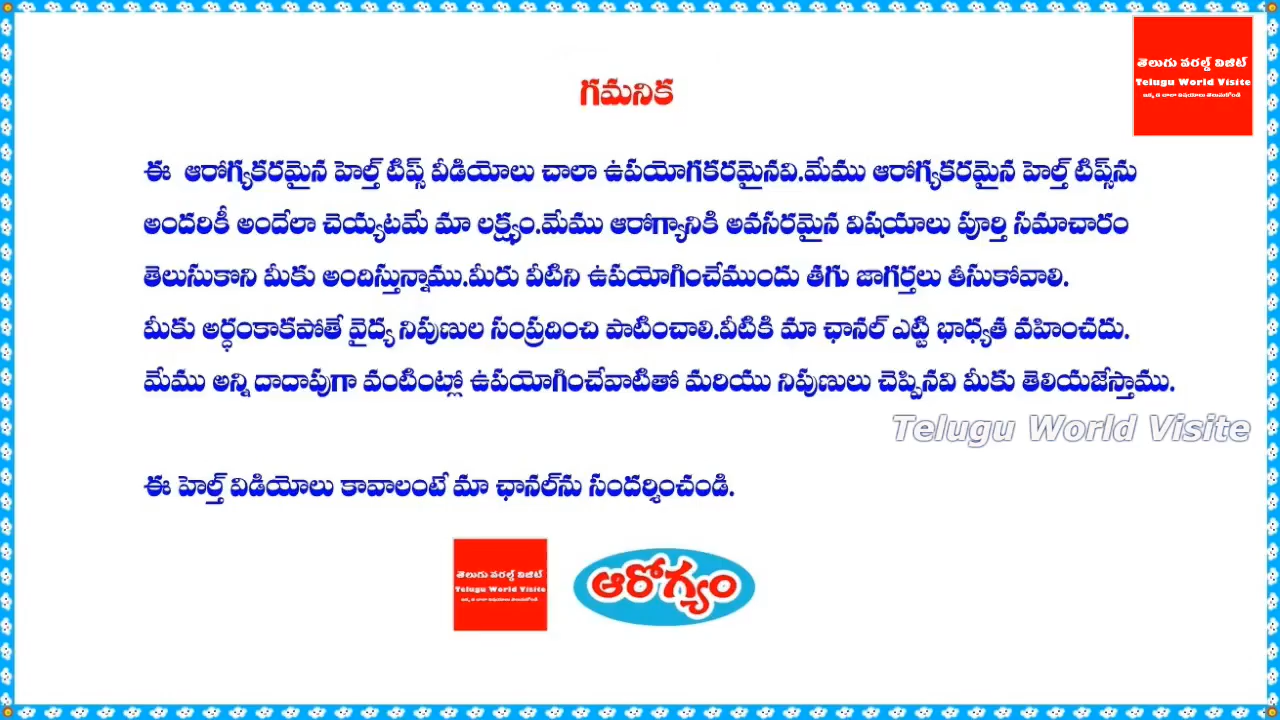 తెలుగు వరల్డ్ విజిట్
Telugu World Visite
గమనిక
ఈ ఆరోగ్యకరమైన హెల్త్ టిప్స్ వీడియోలు చాలా ఉపయోగకరమైనవి.మేము ఆరోగ్యకరమైన హెల్త్ టిప్స్‌ను
అందరికీ అందేలా చెయ్యటమే మా లక్ష్యం.మేము ఆరోగ్యానికి అవసరమైన విషయాలు పూర్తి సమాచారం
తెలుసుకొని మీకు అందిస్తున్నాము.మీరు వీటిని ఉపయోగించేముందు తగు జాగర్తలు తీసుకోవాలి.
మీకు అర్ధంకాకపోతే వైద్య నిపుణుల సంప్రదించి పాటించాలి.వీటికి మా ఛానల్ ఎట్టి భాధ్యత వహించదు.
మేము అన్ని దాదాపుగా వంటింట్లో ఉపయోగించేవాటితో మరియు నిపుణులు చెప్పినవి మీకు తెలియజేస్తాము.
Telugu World Visite
ఈ హెల్త్ విడియోలు కావాలంటే మా ఛానల్‌ను సందర్శించండి.
తెలుగు వరల్డ్ విజిట్
Telugu World Visite
ఆరోగ్యం